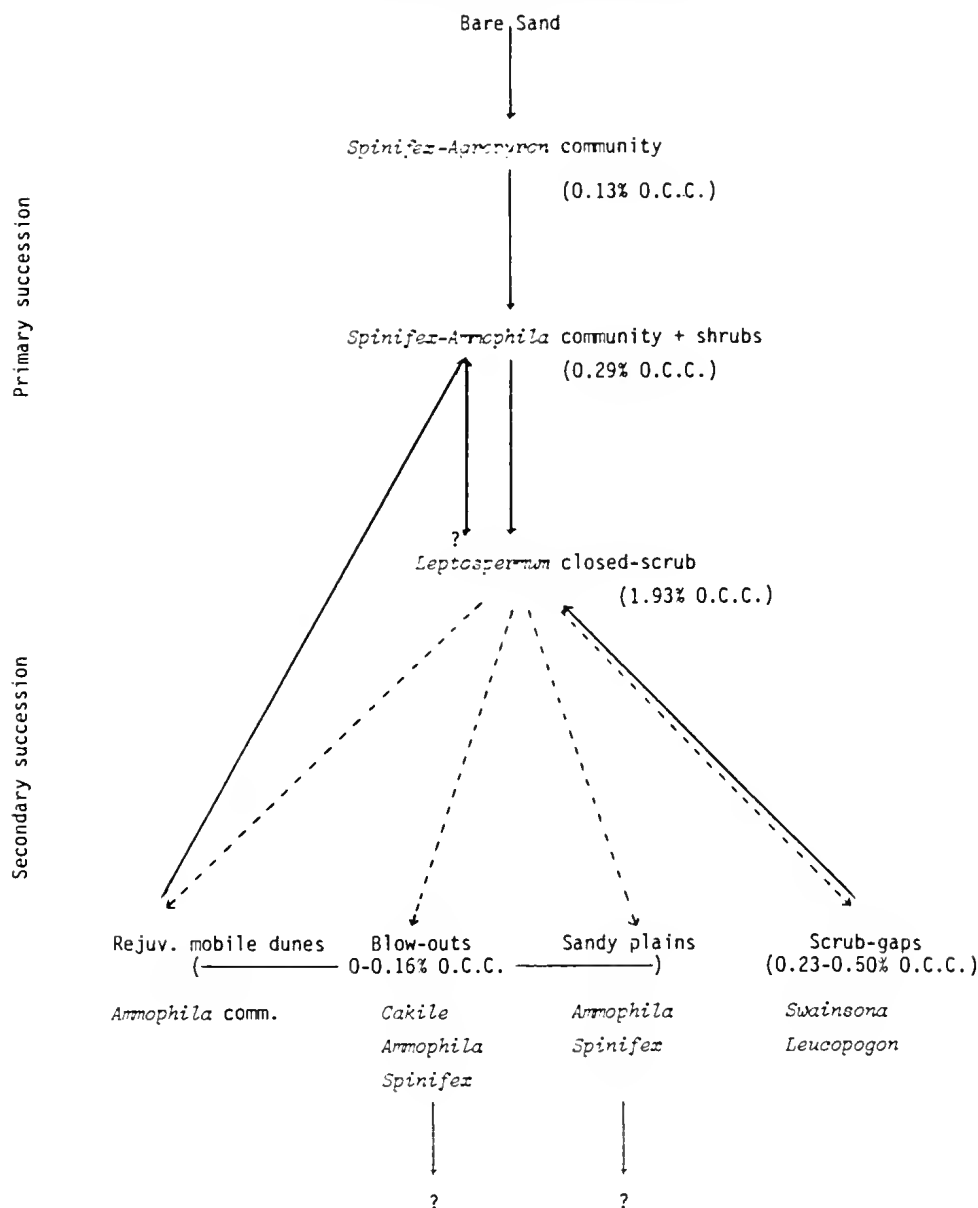 Bare Sand
Spinifex-Agropyron community
(0.13% O.C.C.)
Primary succession
Spinifex-Ammophila community + shrubs
(0.29% O.C.C.)
?
Leptospermum closed-scrub
(1.93% O.C.C.)
Secondary succession
Rejuv. mobile dunes Blow-outs Sandy plains Scrub-gaps
( 0-0.16% O.C.C. ) (0.23-0.50% O.C.C.)
Ammophila comm. Cakile Ammophila Swainsona
Ammophila Spinifex Leucopogon
Spinifex
? ?